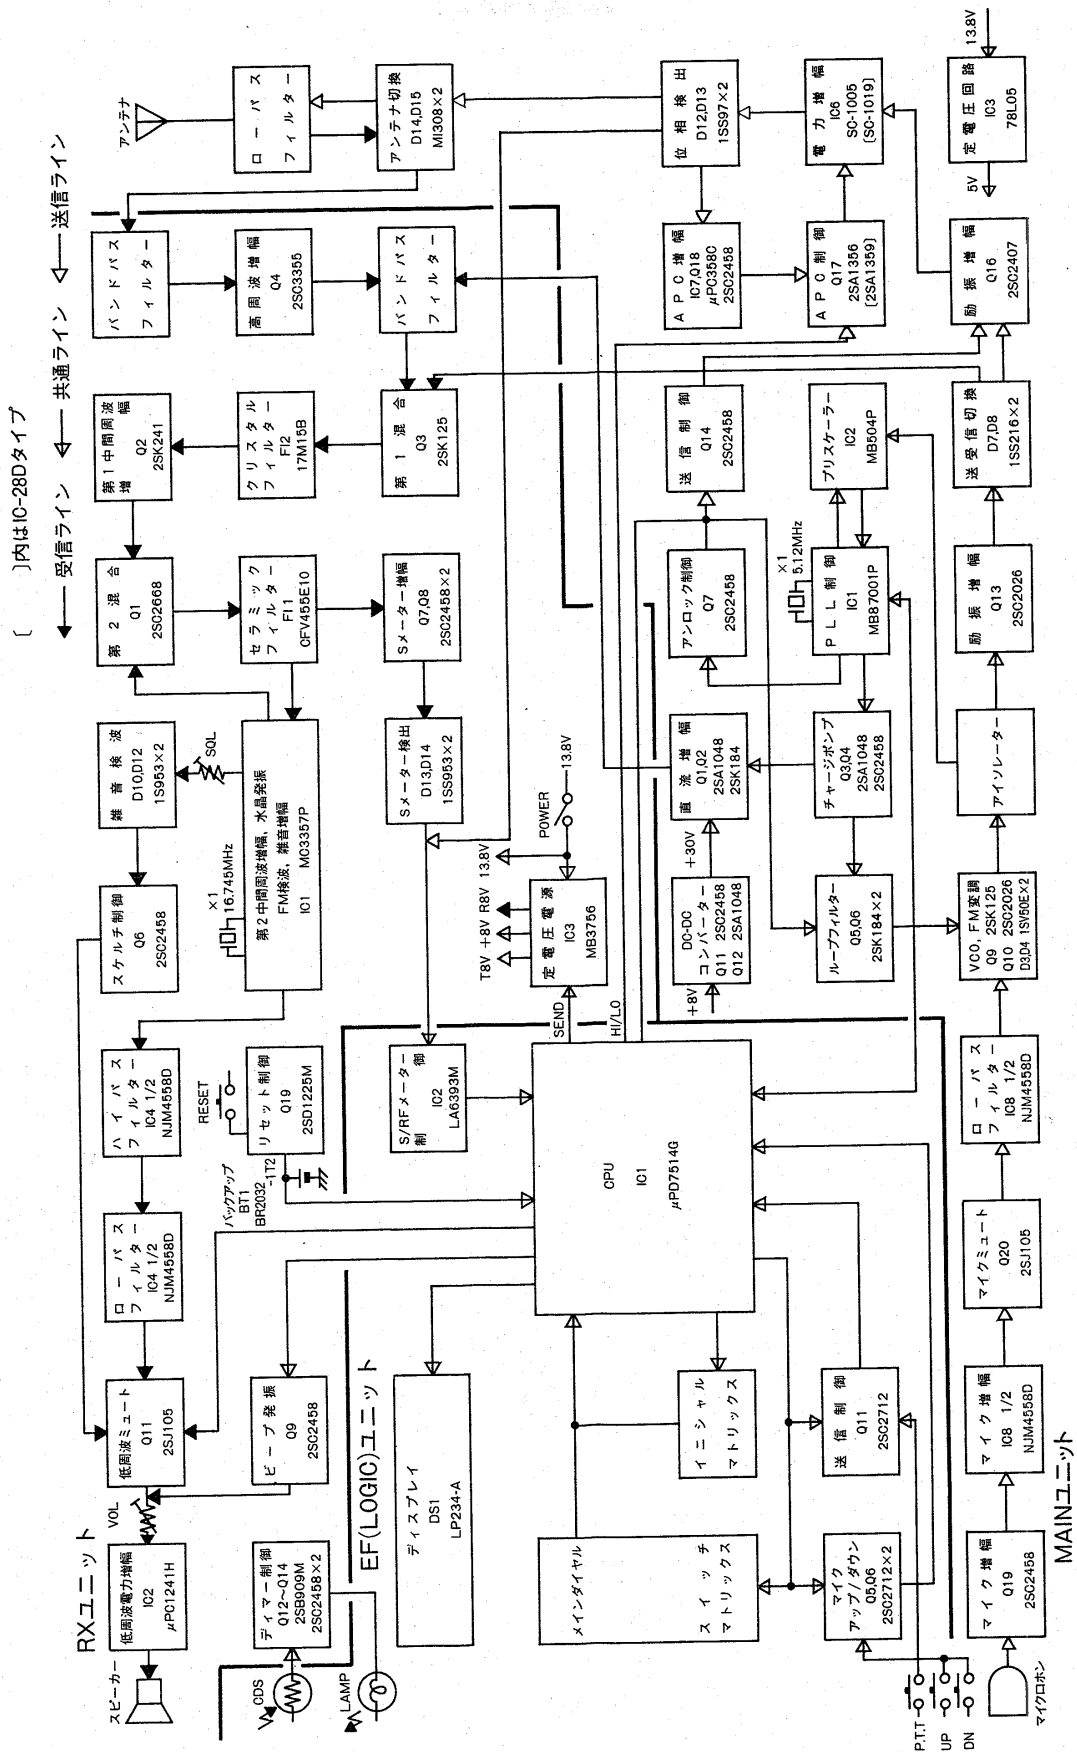 〔　〕内はIC-28Dタイプ
受信ライン
共通ライン
送信ライン
RXユニット
スピーカー
低周波電力増幅
IC2
μPC1241H
VOL
低周波ミュート
Q11
2SJ105
ローパス
フィルター
IC4 1/2
NJM4558D
ハイパス
フィルター
IC4 1/2
NJM4558D
スケルチ制御
Q6
2SC2458
雑音検波
D10,D12
1S953×2
SQL
第2混合
Q1
2SC2668
第1中間周波
増幅
Q2
2SK241
バンドパス
フィルター
アンテナ
ローパス
フィルター
CDS
LAMP
ディマー制御
Q12〜Q14
2SB909M
2SC2458×2
ビープ発振
Q9
2SC2458
バックアップ
BT1
BR2032
-1T2
RESET
リセット制御
Q19
2SD1225M
×1
16.745MHz
第2中間周波増幅、水晶発振
FM検波、雑音増幅
IC1 MC3357P
セラミック
フィルター
FI1
CFV455E10
クリスタル
フィルター
FI2
17M15B
高周波増幅
Q4
2SC3355
EF(LOGIC)ユニット
ディスプレイ
DS1
LP234-A
S/RFメーター制御
IC2
LA6393M
Sメーター検出
D13,D14
1SS953×2
Sメーター増幅
Q7,Q8
2SC2458×2
第1混合
Q3
2SK125
バンドパス
フィルター
アンテナ切換
D14,D15
MI308×2
T8V
+8V
R8V
13.8V
POWER
13.8V
定電圧電源
IC3
MB3756
SEND
HI/LO
メインダイヤル
スイッチ
マトリックス
CPU
IC1
μPD7514G
イニシャル
マトリックス
+8V
DC-DC
コンバーター
Q11 2SC2458
Q12 2SA1048
+30V
直流増幅
Q1,Q2
2SA1048
2SK184
アンロック制御
Q7
2SC2458
送信制御
Q14
2SC2458
APC増幅
IC7,Q18
μPC358C
2SC2458
位相検出
D12,D13
1SS97×2
マイク
アップ/ダウン
Q5,Q6
2SC2712×2
送信制御
Q11
2SC2712
ループフィルター
Q5,Q6
2SK184×2
チャージポンプ
Q3,Q4
2SA1048
2SC2458
PLL制御
IC1
MB87001P
×1
5.12MHz
プリスケーラー
IC2
MB504P
APC制御
Q17
2SA1356
〔2SA1359〕
電力増幅
IC6
SC-1005
〔SC-1019〕
P.T.T
UP
DN
マイクロホン
マイク増幅
Q19
2SC2458
マイク増幅
IC8 1/2
NJM4558D
マイクミュート
Q20
2SJ105
ローパス
フィルター
IC8 1/2
NJM4558D
VCO、FM変調
Q9 2SK125
Q10 2SC2026
D3,D4 1SV50E×2
アイソレーター
励振増幅
Q13
2SC2026
送受信切換
D7,D8
1SS216×2
励振増幅
Q16
2SC2407
5V
定電圧回路
IC3
78L05
13.8V
MAINユニット